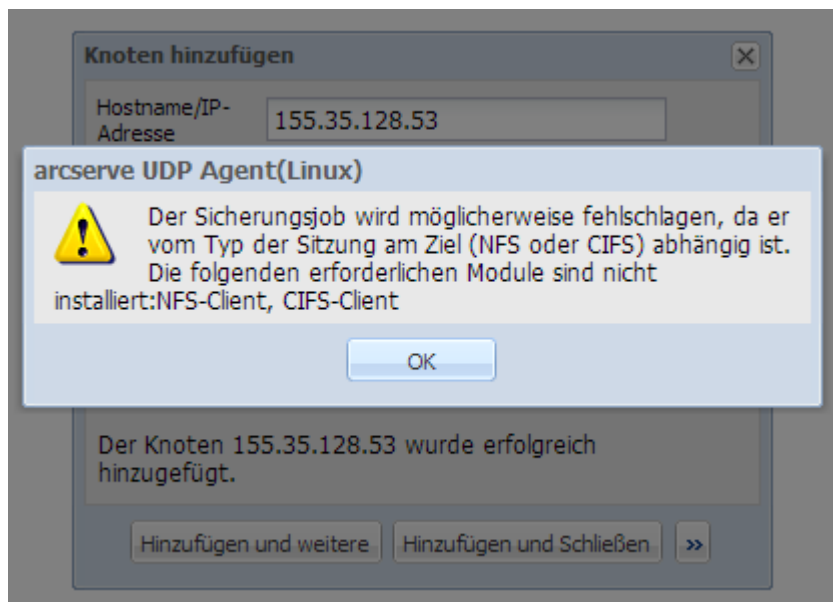 Knoten hinzufügen
Hostname/IP-
Adresse
155.35.128.53
arcserve UDP Agent(Linux)
Der Sicherungsjob wird möglicherweise fehlschlagen, da er
vom Typ der Sitzung am Ziel (NFS oder CIFS) abhängig ist.
Die folgenden erforderlichen Module sind nicht
installiert:NFS-Client, CIFS-Client
OK
Der Knoten 155.35.128.53 wurde erfolgreich
hinzugefügt.
Hinzufügen und weitere Hinzufügen und Schließen »